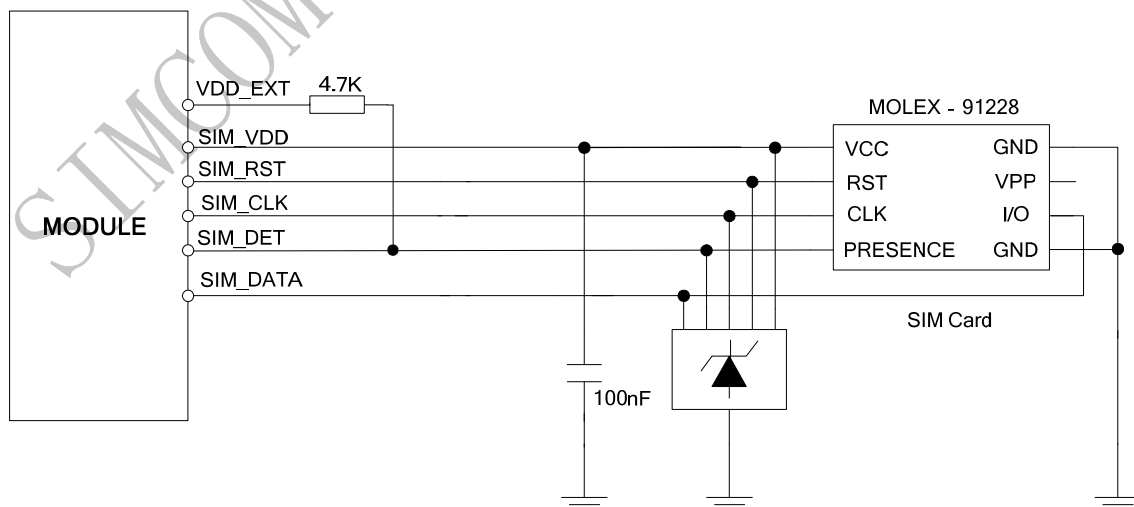 SIMCOM
VDD_EXT
4.7K
SIM_VDD
SIM_RST
SIM_CLK
MODULE
SIM_DET
SIM_DATA
MOLEX - 91228
VCC GND
RST VPP
CLK I/O
PRESENCE GND
SIM Card
100nF